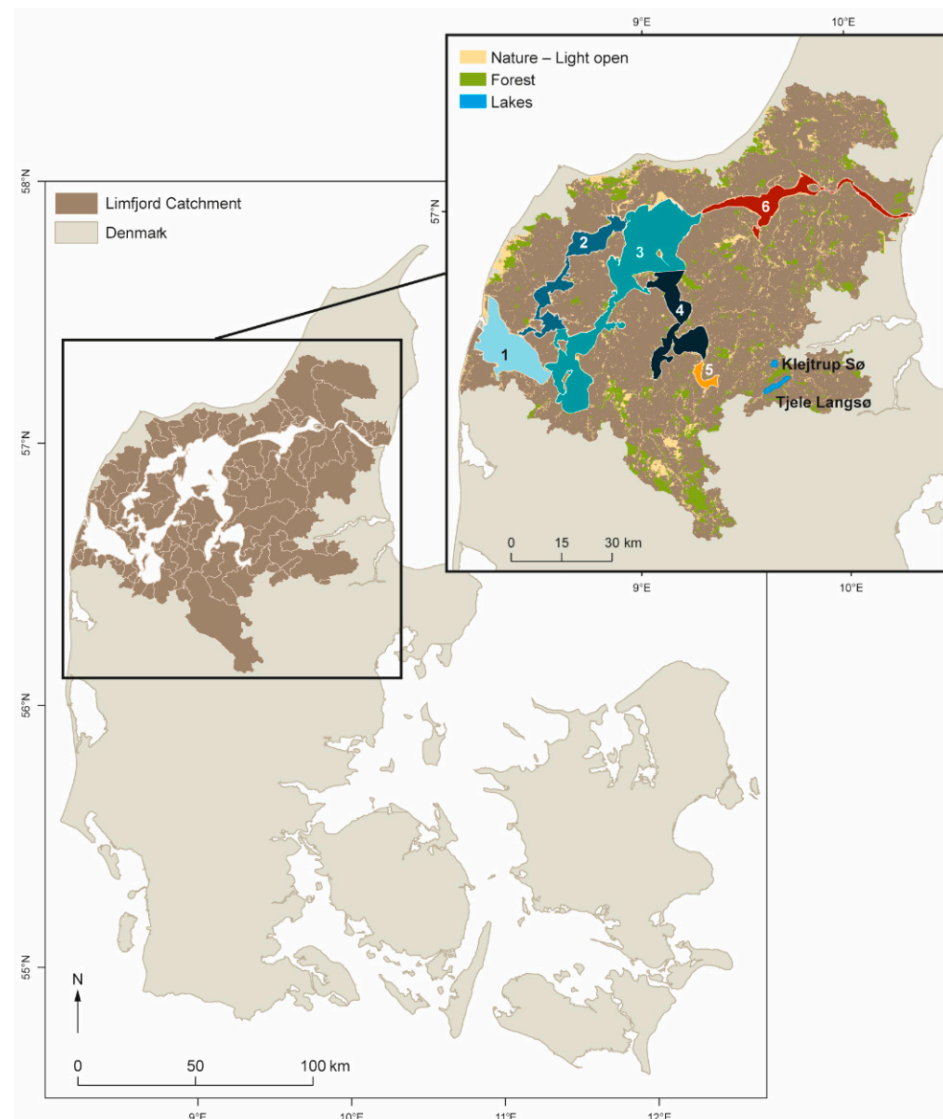 9°E
10°E
Nature – Light open
Forest
Lakes
58°N
Limfjord Catchment
Denmark
57°N
6
2
3
4
1
5
Klejtrup Sø
Tjele Langsø
57°N
0 15 30 km
9°E
10°E
56°N
55°N
N
0 50 100 km
9°E
10°E
11°E
12°E